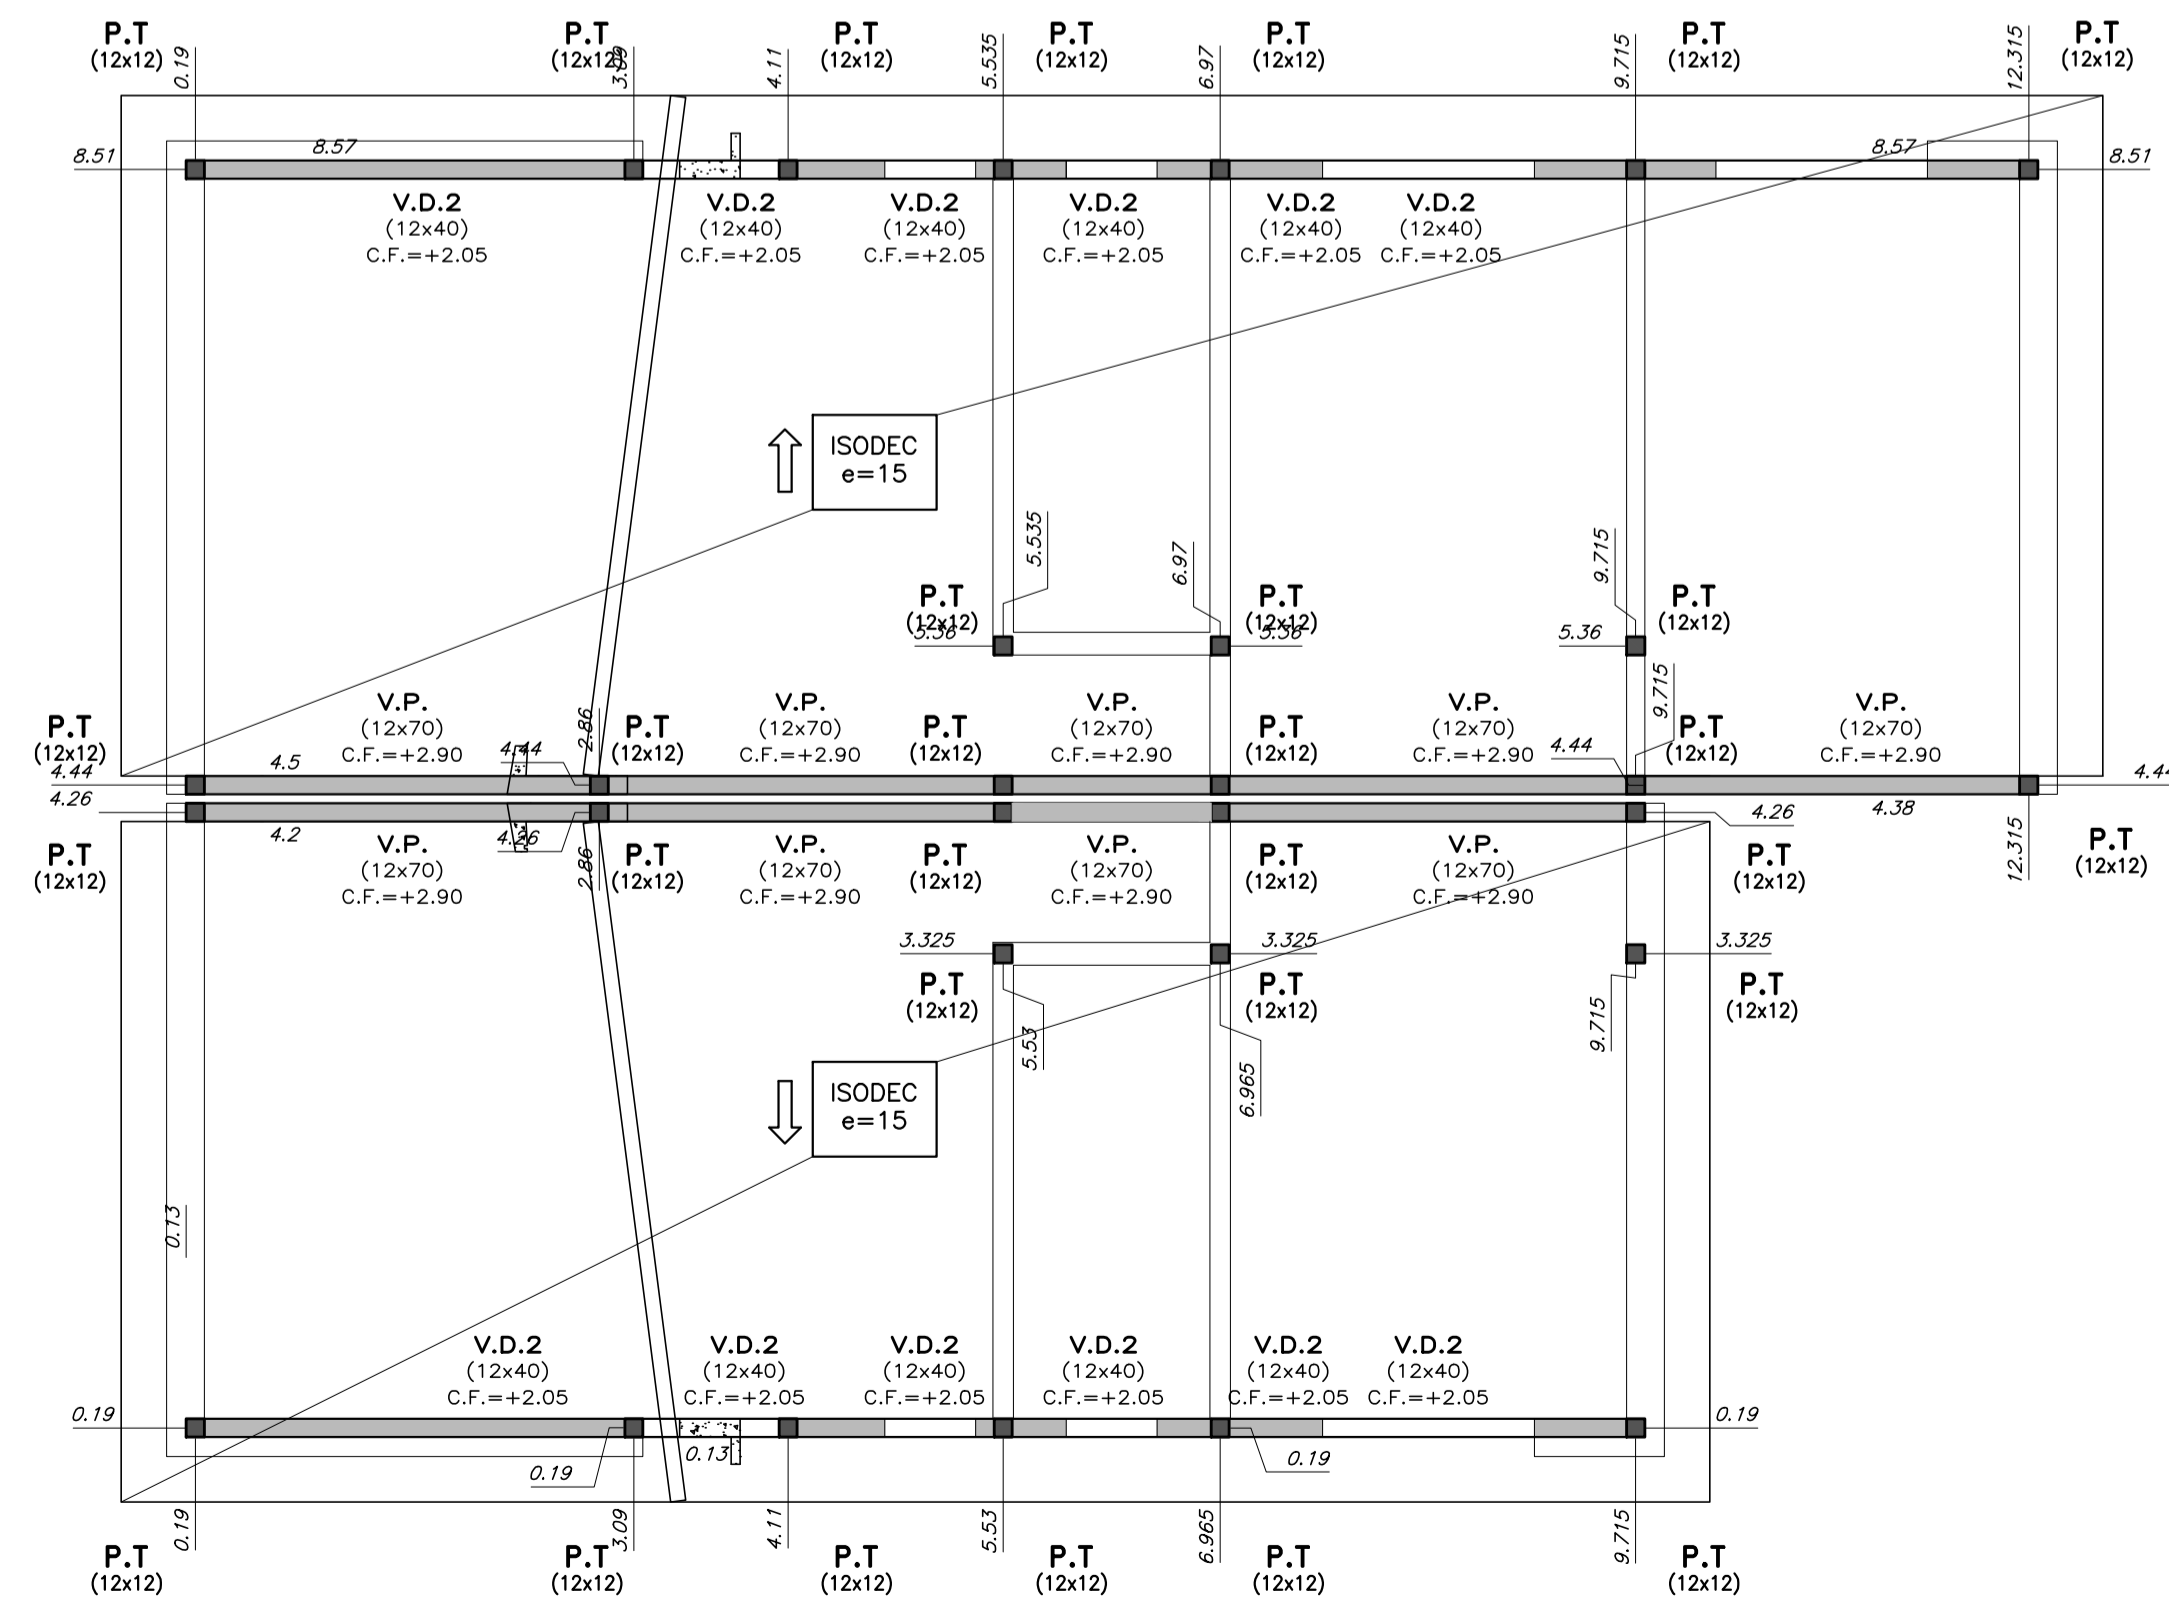 P.T
(12x12)
0.19
P.T
(12x12)
3.09
4.11
P.T
(12x12)
5.535
P.T
(12x12)
6.97
P.T
(12x12)
9.715
P.T
(12x12)
12.315
P.T
(12x12)
8.51
8.57
8.57
8.51
V.D.2
(12x40)
C.F.=+2.05
V.D.2
(12x40)
C.F.=+2.05
V.D.2
(12x40)
C.F.=+2.05
V.D.2
(12x40)
C.F.=+2.05
V.D.2
(12x40)
C.F.=+2.05
V.D.2
(12x40)
C.F.=+2.05
ISODEC
e=15
5.535
6.97
9.715
P.T
(12x12)
5.36
P.T
(12x12)
5.36
5.36
P.T
(12x12)
9.715
P.T
(12x12)
4.44
V.P.
(12x70)
C.F.=+2.90
4.5
4.44
2.86
P.T
(12x12)
V.P.
(12x70)
C.F.=+2.90
P.T
(12x12)
V.P.
(12x70)
C.F.=+2.90
P.T
(12x12)
V.P.
(12x70)
C.F.=+2.90
4.44
P.T
(12x12)
V.P.
(12x70)
C.F.=+2.90
4.44
4.26
4.2
4.26
4.26
4.38
P.T
(12x12)
V.P.
(12x70)
C.F.=+2.90
2.86
P.T
(12x12)
V.P.
(12x70)
C.F.=+2.90
P.T
(12x12)
V.P.
(12x70)
C.F.=+2.90
P.T
(12x12)
V.P.
(12x70)
C.F.=+2.90
P.T
(12x12)
12.315
P.T
(12x12)
3.325
3.325
3.325
P.T
(12x12)
5.53
P.T
(12x12)
6.965
9.715
P.T
(12x12)
ISODEC
e=15
0.13
V.D.2
(12x40)
C.F.=+2.05
V.D.2
(12x40)
C.F.=+2.05
V.D.2
(12x40)
C.F.=+2.05
V.D.2
(12x40)
C.F.=+2.05
V.D.2
(12x40)
C.F.=+2.05
V.D.2
(12x40)
C.F.=+2.05
0.19
0.19
0.13
0.19
0.19
P.T
(12x12)
0.19
P.T
(12x12)
3.09
4.11
P.T
(12x12)
5.53
P.T
(12x12)
6.965
P.T
(12x12)
9.715
P.T
(12x12)